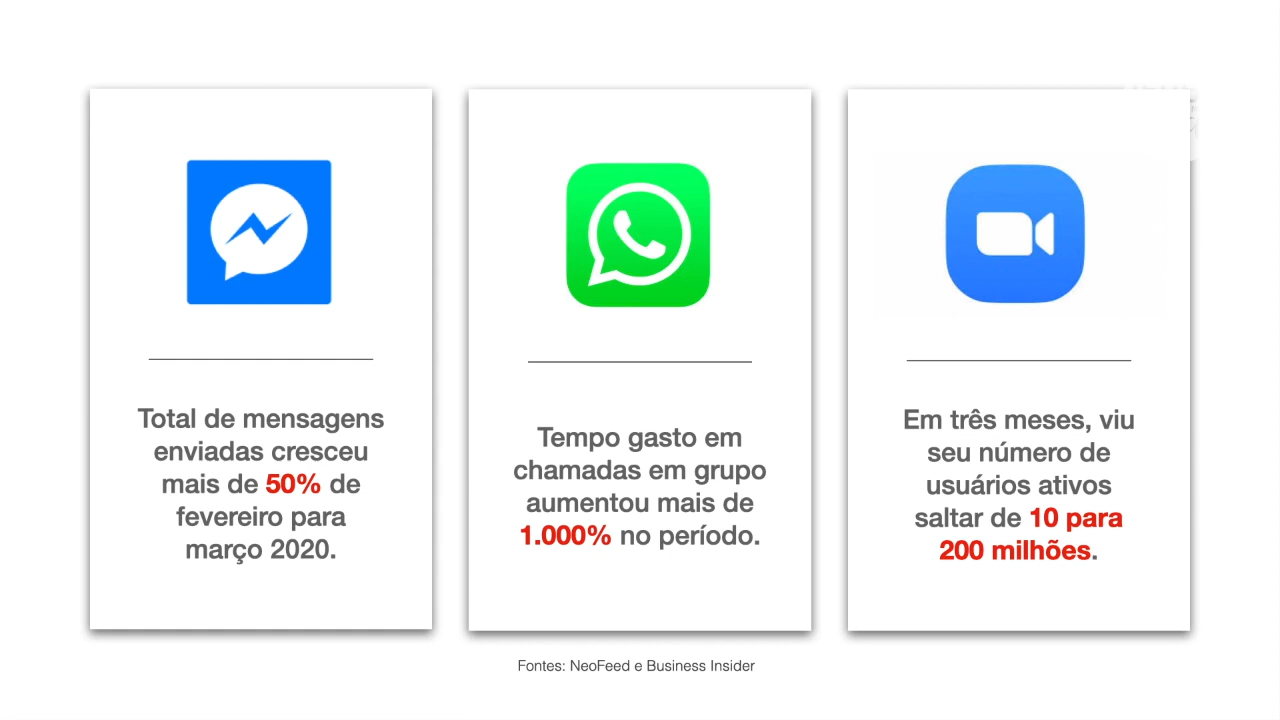 Total de mensagens
enviadas cresceu
mais de 50% de
fevereiro para
março 2020.
Tempo gasto em
chamadas em grupo
aumentou mais de
1.000% no período.
Em três meses, viu
seu número de
usuários ativos
saltar de 10 para
200 milhões.
Fontes: NeoFeed e Business Insider